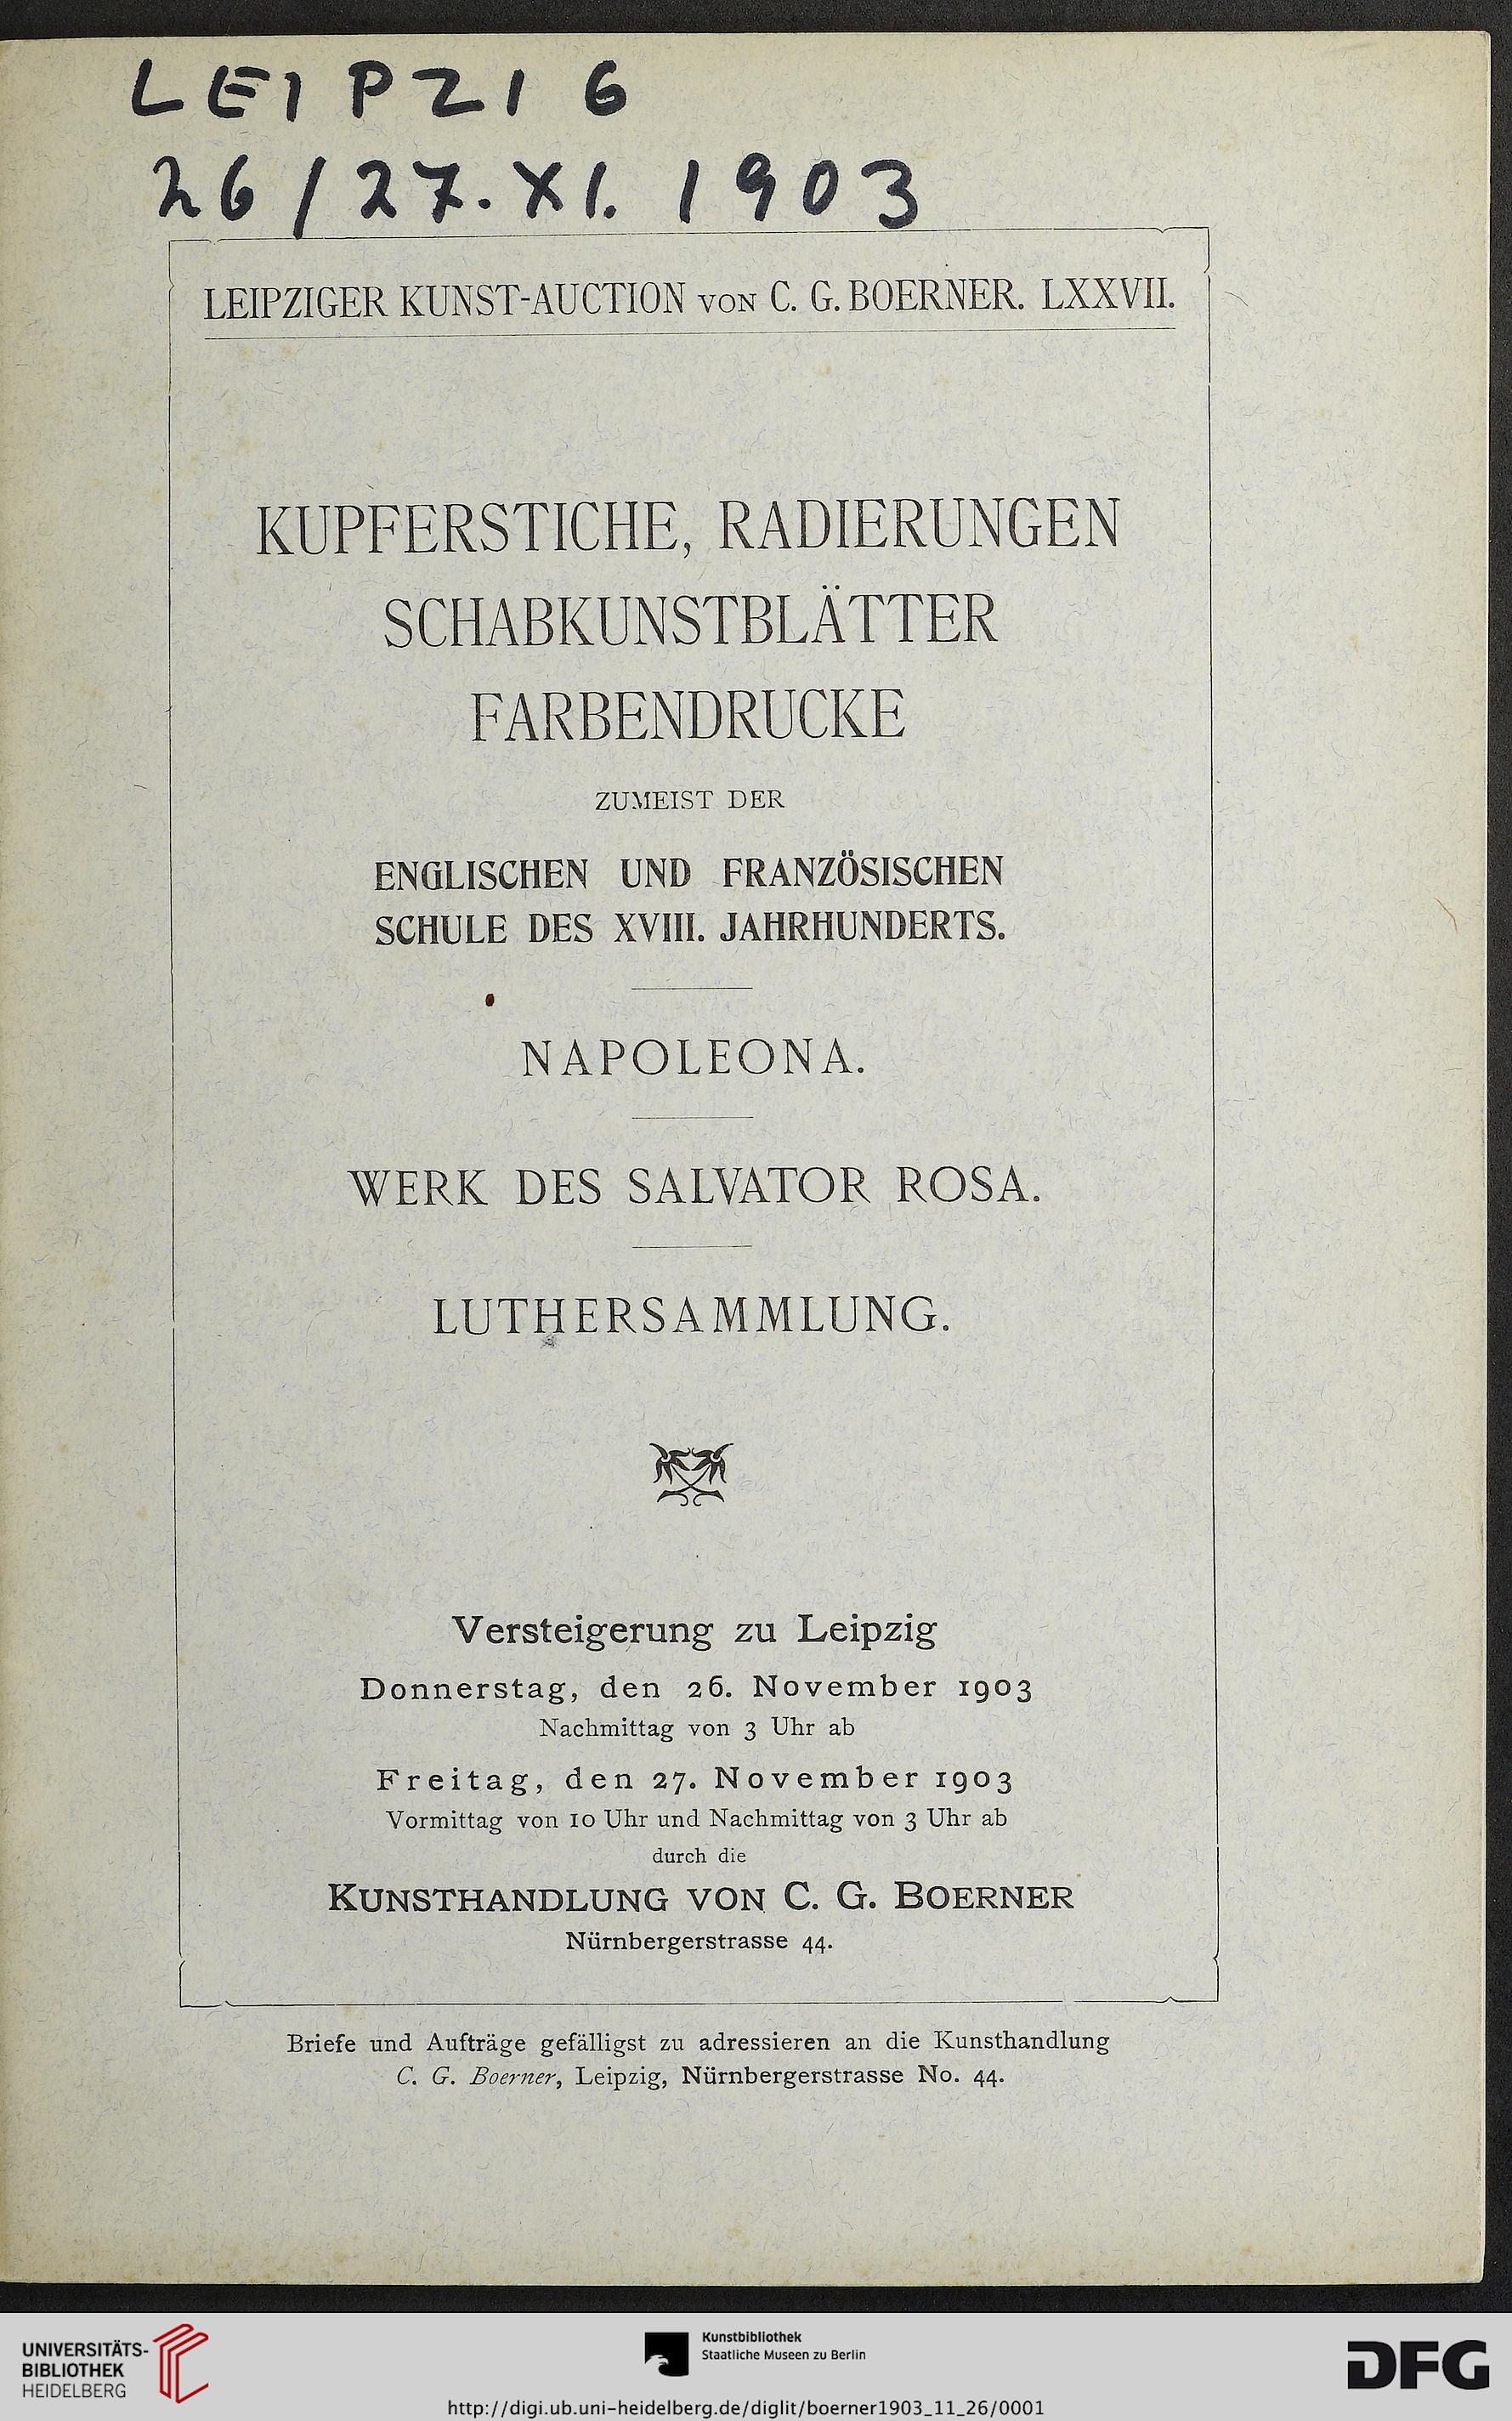 LEIPZIG
26/27.XI.1903
LEIPZIGER KUNST-AUCTION VON C. G. BOERNER. LXXVII.
KUPFERSTICHE, RADIERUNGEN
SCHABKUNSTBLÄTTER
FARBENDRUCKE
ZUMEIST DER
ENGLISCHEN UND FRANZÖSISCHEN
SCHULE DES XVIII. JAHRHUNDERTS.
NAPOLEONA.
WERK DES SALVATOR ROSA.
LUTHERSAMMLUNG.
Versteigerung zu Leipzig
Donnerstag, den 26. November 1903
Nachmittag von 3 Uhr ab
Freitag, den 27. November 1903
Vormittag von 10 Uhr und Nachmittag von 3 Uhr ab
durch die
KUNSTHANDLUNG VON C. G. BOERNER
Nürnbergerstrasse 44.
Briefe und Aufträge gefälligst zu adressieren an die Kunsthandlung
C. G. Boerner, Leipzig, Nürnbergerstrasse No. 44.
UNIVERSITÄTS-
BIBLIOTHEK
HEIDELBERG
Kunstbibliothek
Staatliche Museen zu Berlin
DFG
http://digi.ub.uni-heidelberg.de/diglit/boerner1903_11_26/0001